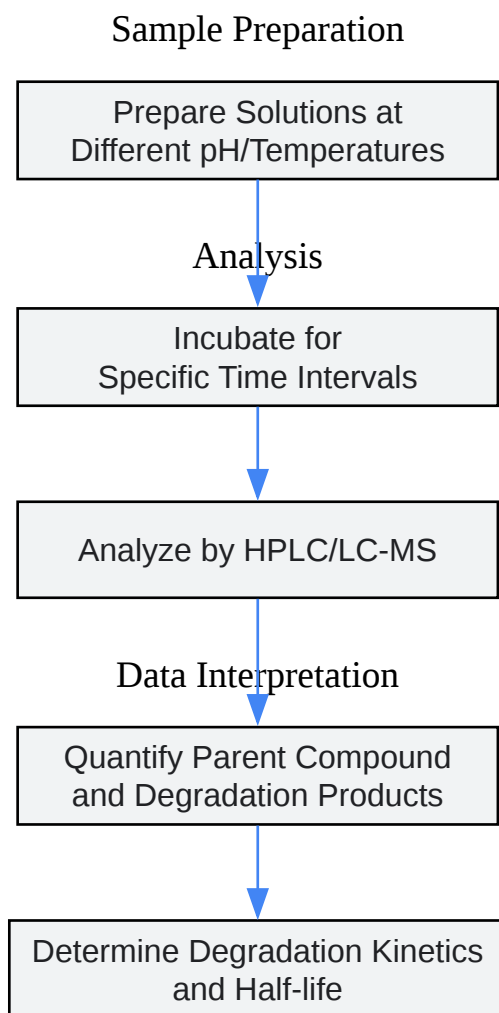 Sample Preparation
Prepare Solutions at
Different pH/Temperatures
Analysis
Incubate for
Specific Time Intervals
Analyze by HPLC/LC-MS
Data Interpretation
Quantify Parent Compound
and Degradation Products
Determine Degradation Kinetics
and Half-life